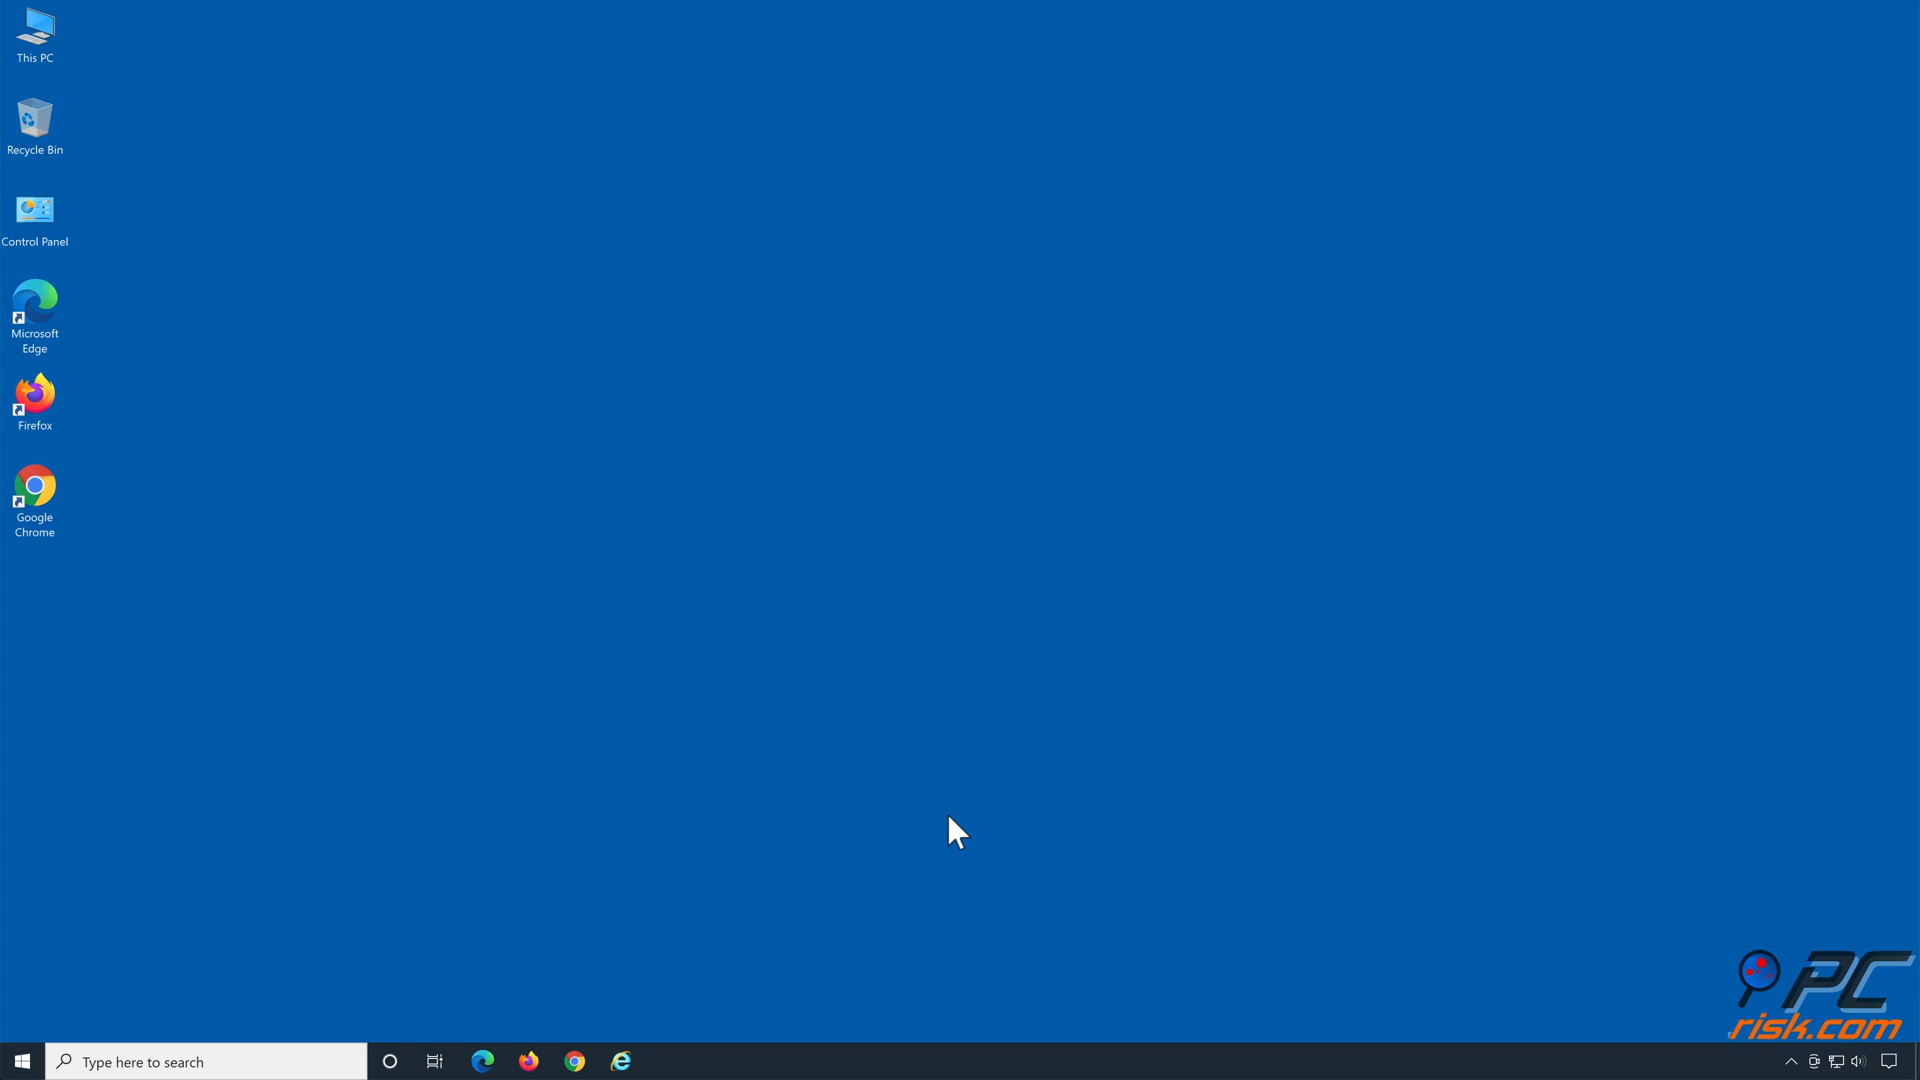 This PC
Recycle Bin
Control Panel
Microsoft
Edge
Firefox
Google
Chrome
PC
risk.com
Type here to search